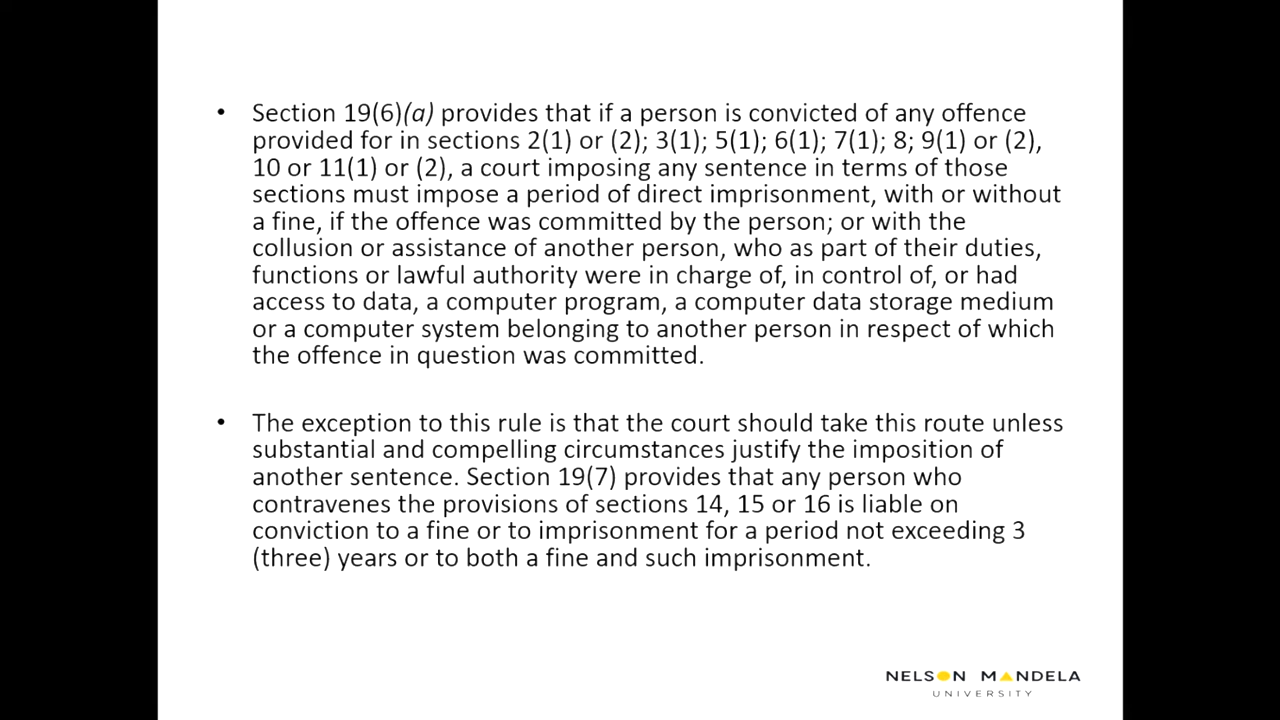 • Section 19(6)(a) provides that if a person is convicted of any offence
provided for in sections 2(1) or (2); 3(1); 5(1); 6(1); 7(1); 8; 9(1) or (2),
10 or 11(1) or (2), a court imposing any sentence in terms of those
sections must impose a period of direct imprisonment, with or without
a fine, if the offence was committed by the person; or with the
collusion or assistance of another person, who as part of their duties,
functions or lawful authority were in charge of, in control of, or had
access to data, a computer program, a computer data storage medium
or a computer system belonging to another person in respect of which
the offence in question was committed.
• The exception to this rule is that the court should take this route unless
substantial and compelling circumstances justify the imposition of
another sentence. Section 19(7) provides that any person who
contravenes the provisions of sections 14, 15 or 16 is liable on
conviction to a fine or to imprisonment for a period not exceeding 3
(three) years or to both a fine and such imprisonment.
NELSON MANDELA
UNIVERSITY